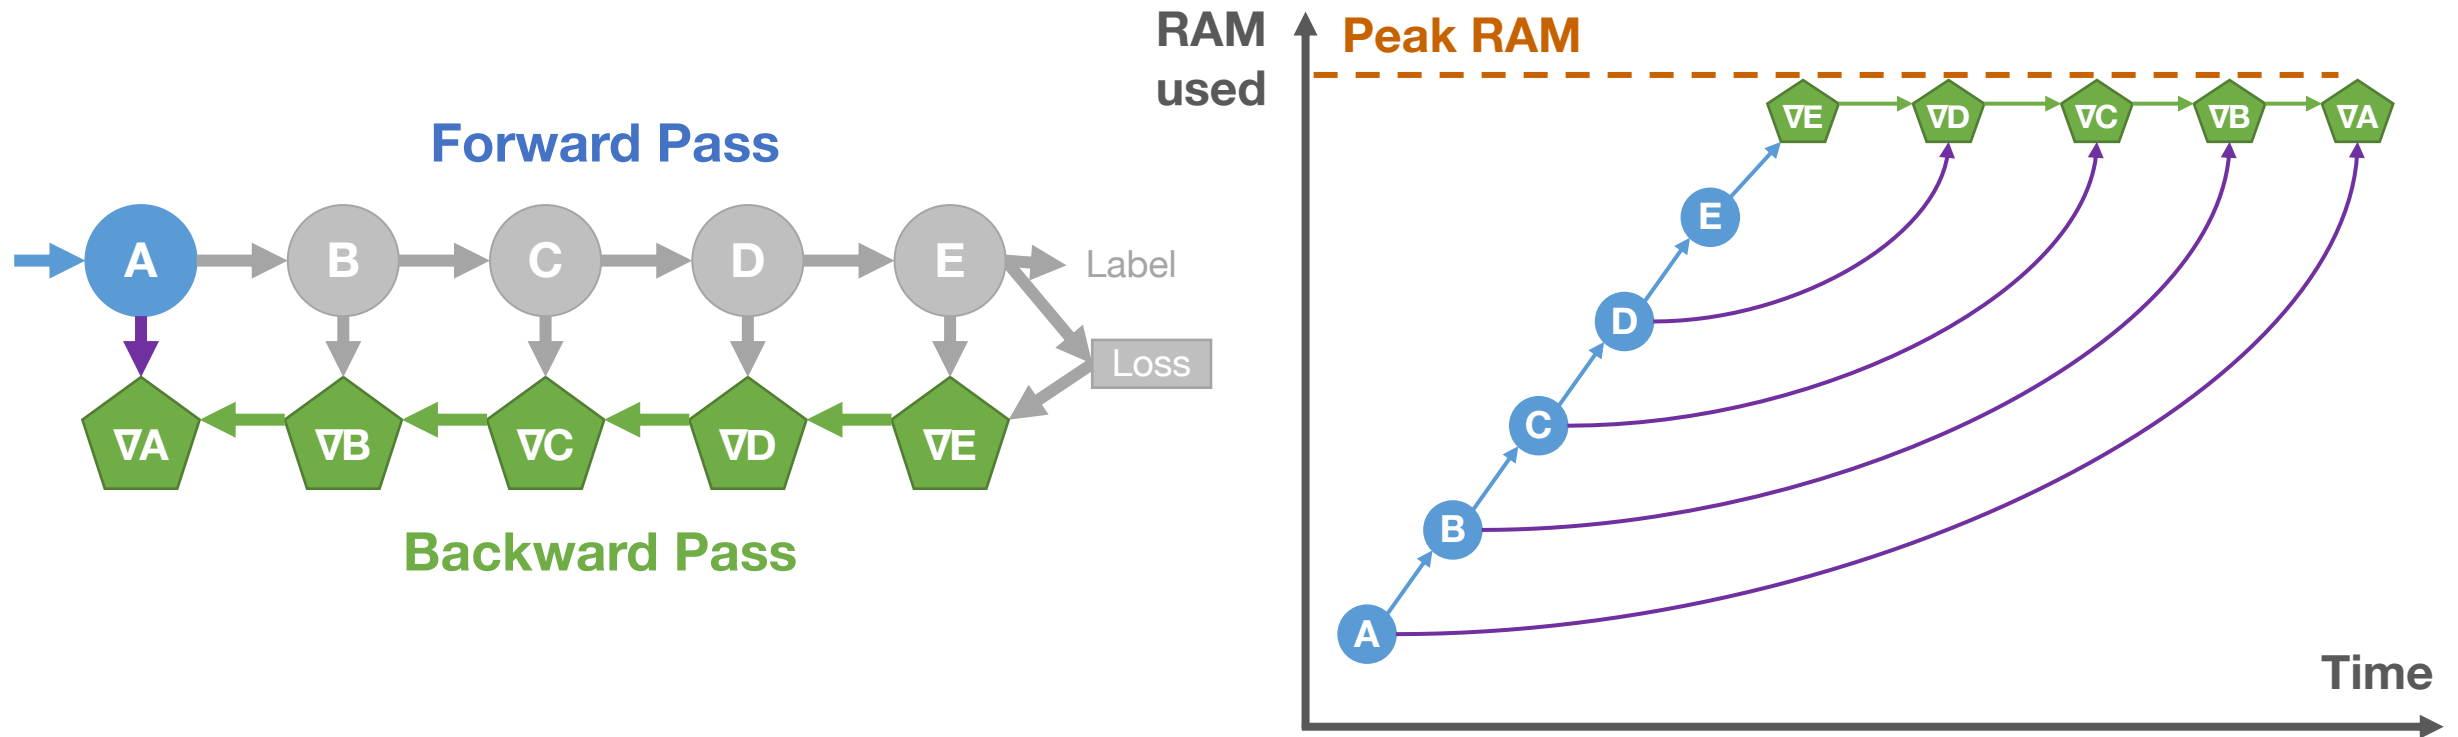 Forward Pass
A
B
C
D
E
Label
Loss
∇A
∇B
∇C
∇D
∇E
Backward Pass
RAM
used
Peak RAM
∇E
∇D
∇C
∇B
∇A
E
D
C
B
A
Time